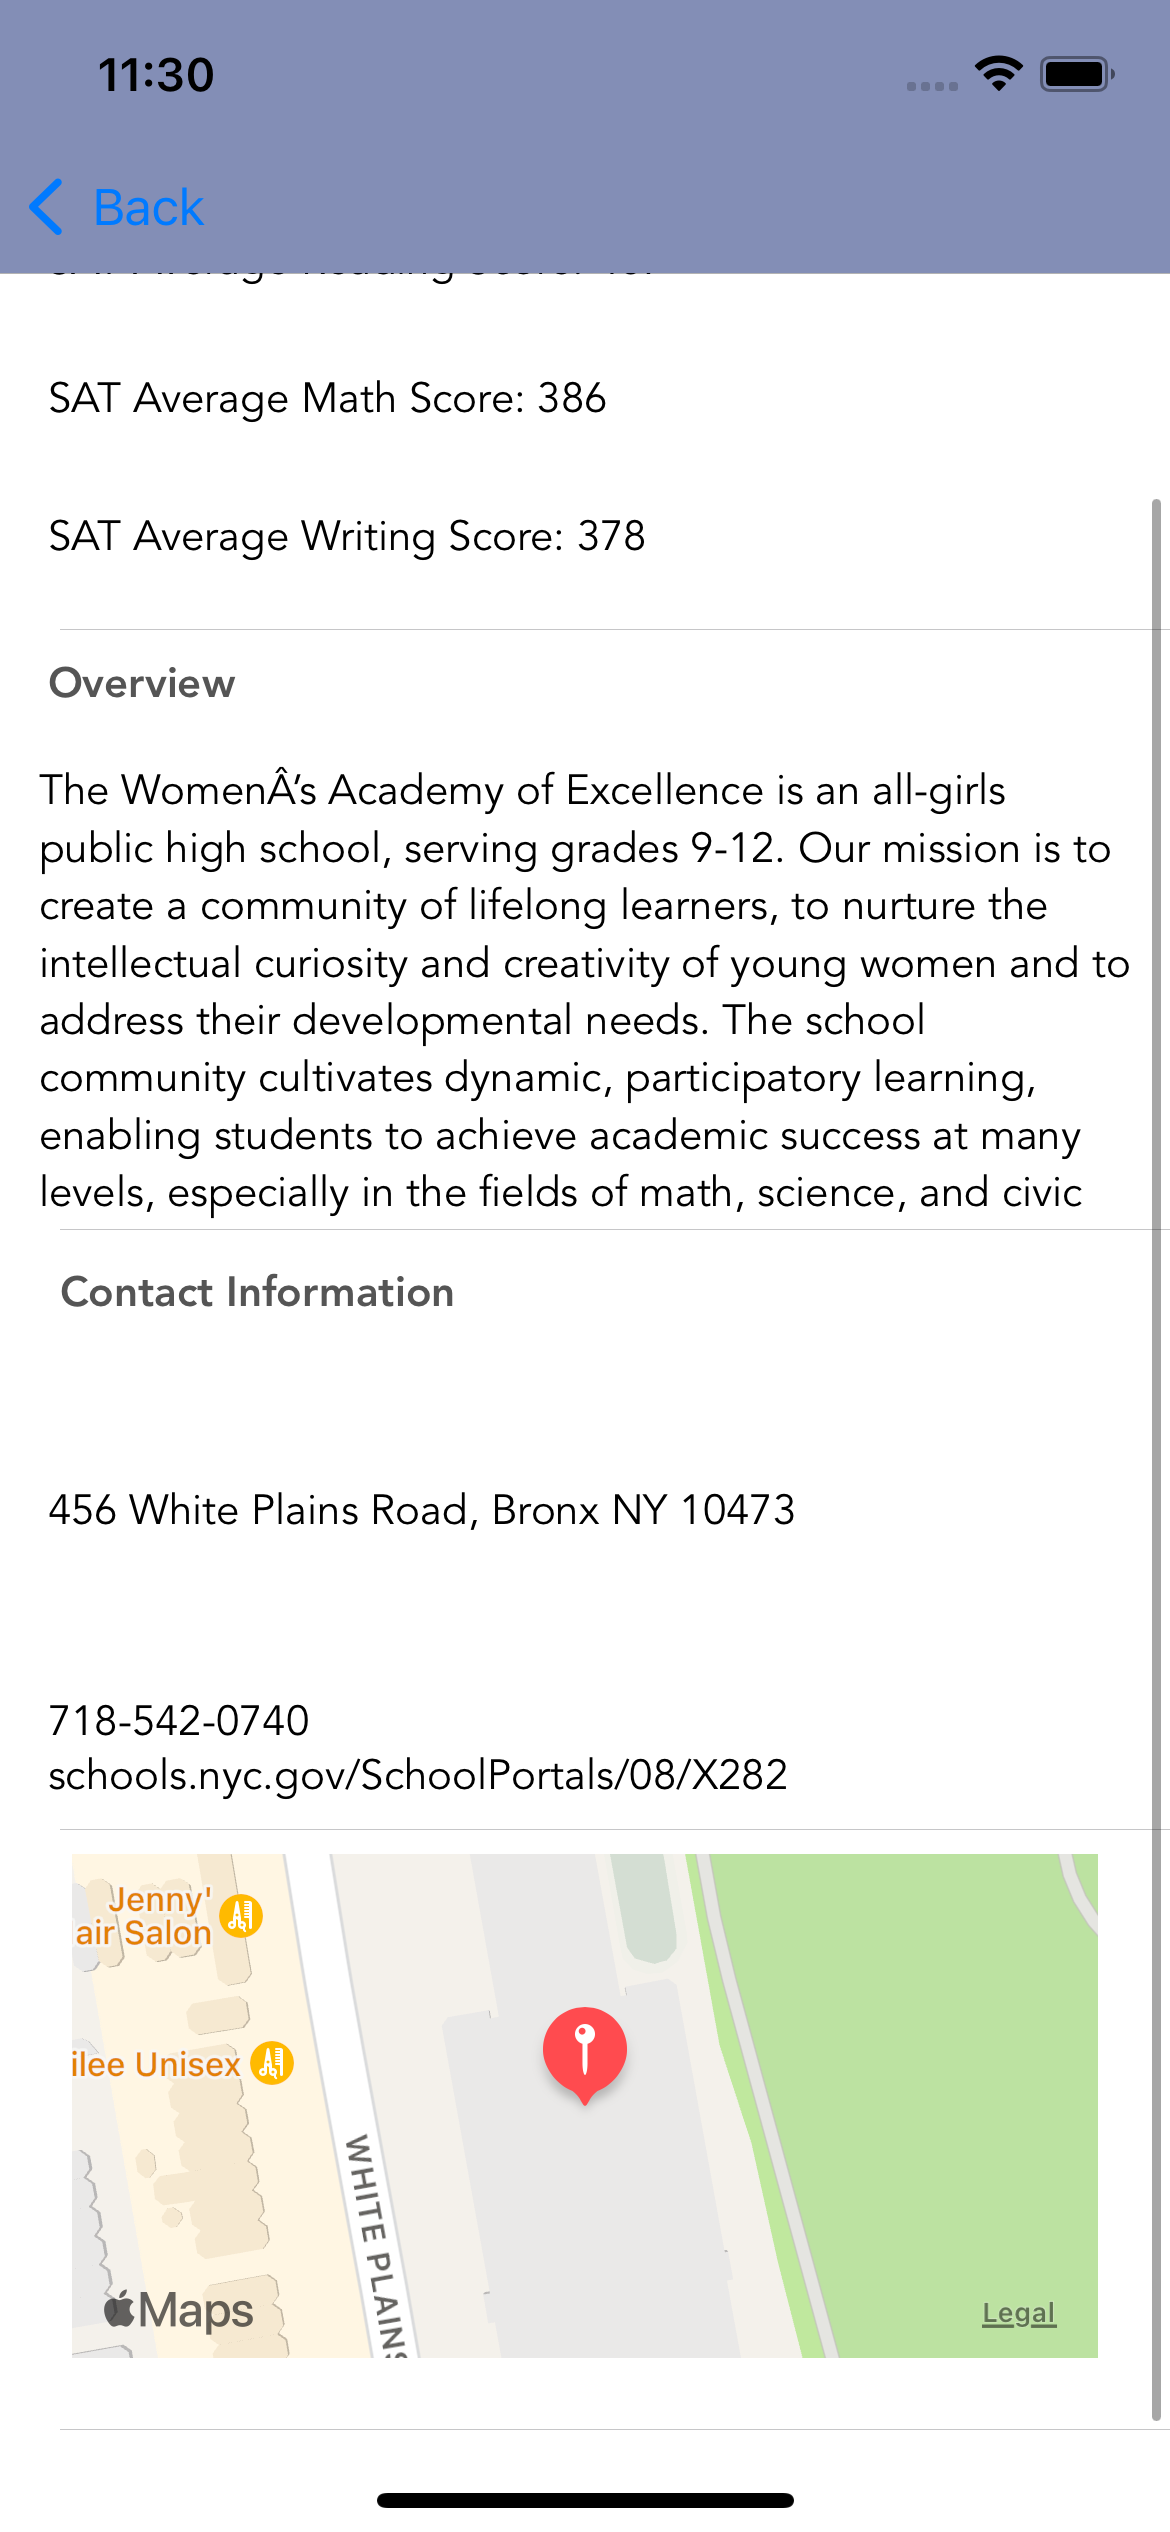 11:30
Back
SAT Average Reading Score:
SAT Average Math Score: 386
SAT Average Writing Score: 378
Overview
The WomenÂ’s Academy of Excellence is an all-girls
public high school, serving grades 9-12. Our mission is to
create a community of lifelong learners, to nurture the
intellectual curiosity and creativity of young women and to
address their developmental needs. The school
community cultivates dynamic, participatory learning,
enabling students to achieve academic success at many
levels, especially in the fields of math, science, and civic
Contact Information
456 White Plains Road, Bronx NY 10473
718-542-0740
schools.nyc.gov/SchoolPortals/08/X282
Jenny'
air Salon
ilee Unisex
WHITE PLAINS
Maps
Legal